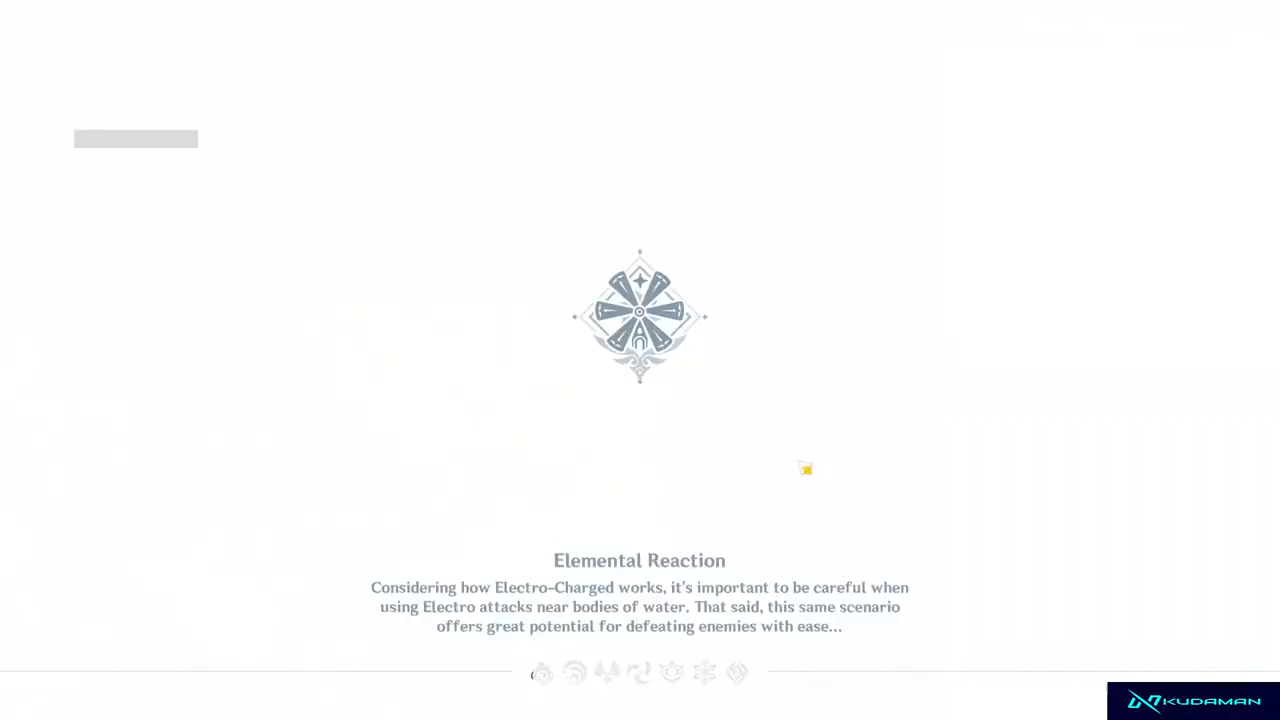 Elemental Reaction
Considering how Electro-Charged works, it's important to be careful when
using Electro attacks near bodies of water. That said, this same scenario
offers great potential for defeating enemies with ease...
KUDAMAN